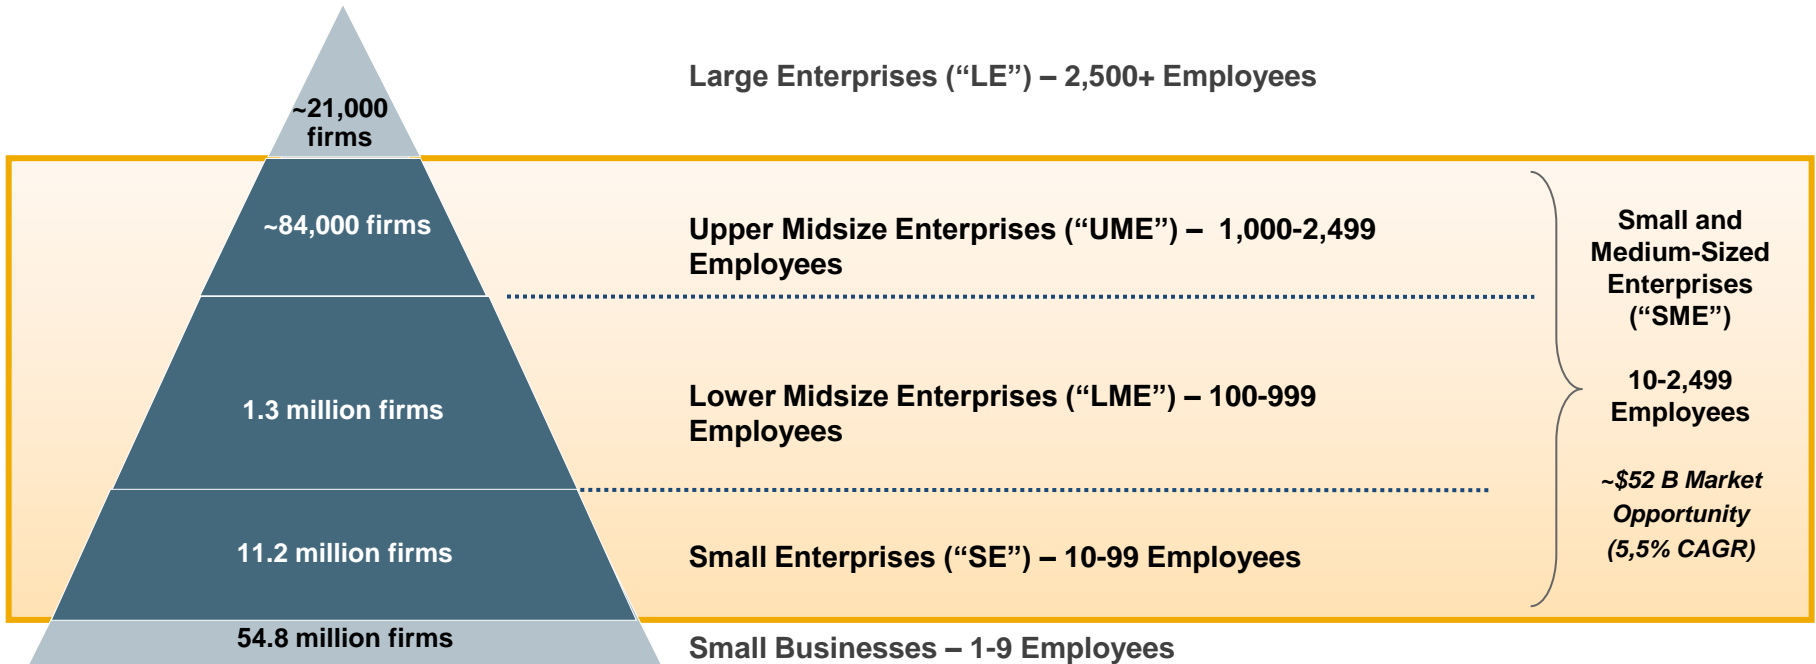 Large Enterprises (“LE”) – 2,500+ Employees
~21,000
firms
~84,000 firms
Upper Midsize Enterprises (“UME”) –  1,000-2,499
Employees
1.3 million firms
Lower Midsize Enterprises (“LME”) – 100-999
Employees
11.2 million firms
Small Enterprises (“SE”) – 10-99 Employees
54.8 million firms
Small Businesses – 1-9 Employees
Small and
Medium-Sized
Enterprises
(“SME”)
10-2,499
Employees
~$52 B Market
Opportunity
(5,5% CAGR)